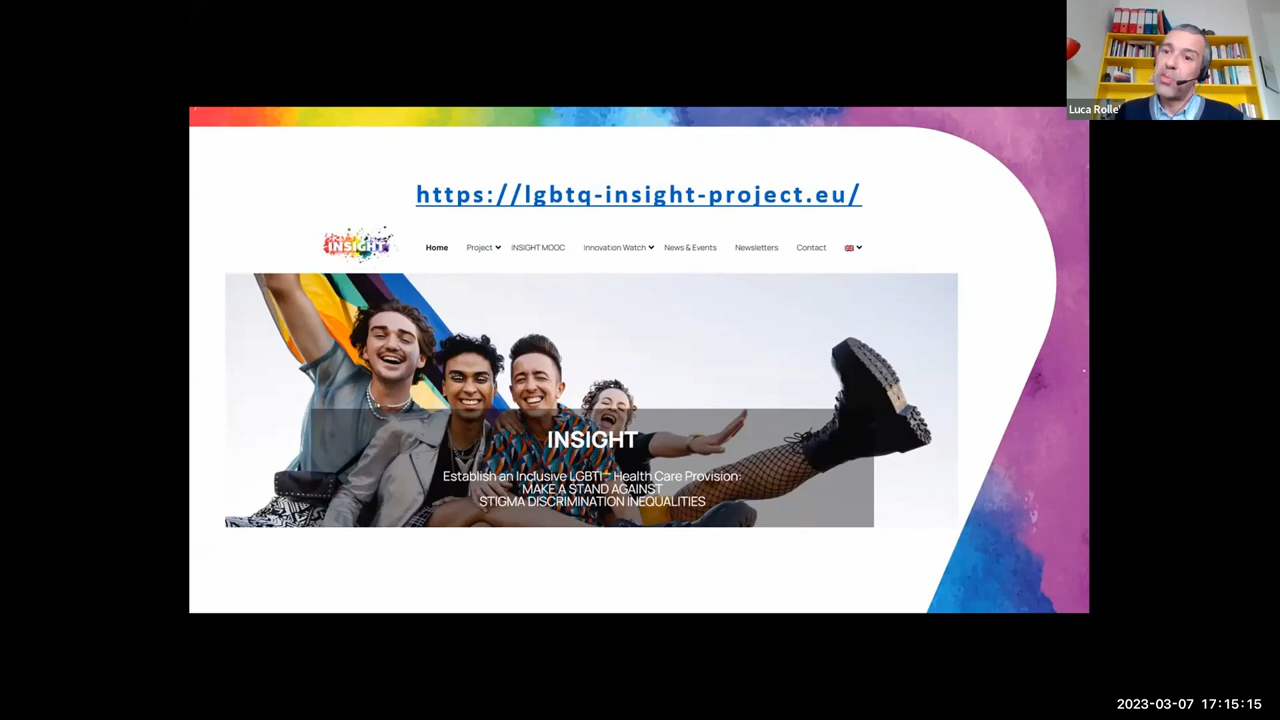 Luca Rolle'
https://lgbtq-insight-project.eu/
INSIGHT
Home Project INSIGHT MOOC Innovation Watch News & Events Newsletters Contact
INSIGHT
Establish an Inclusive LGBTI+ Health Care Provision:
MAKE A STAND AGAINST
STIGMA DISCRIMINATION INEQUALITIES
2023-03-07 17:15:15